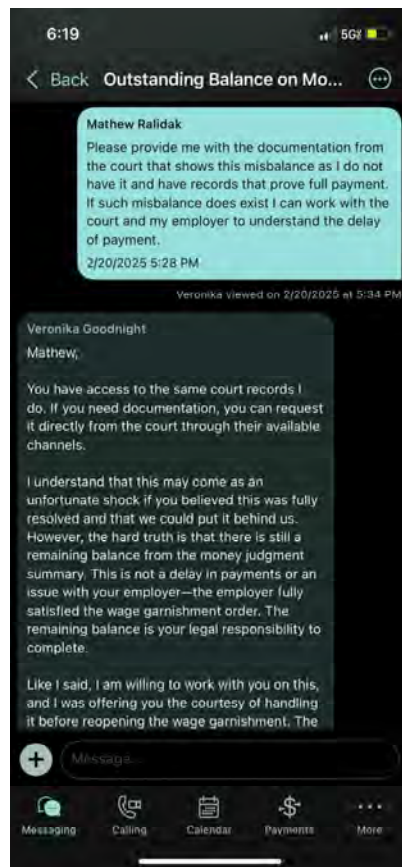 6:19
5G
Back Outstanding Balance on Mo...
Mathew Ralidak
Please provide me with the documentation from
the court that shows this misbalance as I do not
have it and have records that prove full payment.
If such misbalance does exist I can work with the
court and my employer to understand the delay
of payment.
2/20/2025 5:28 PM
Veronika viewed on 2/20/2025 at 5:34 PM
Veronika Goodnight
Mathew,
You have access to the same court records I
do. If you need documentation, you can request
it directly from the court through their available
channels.
I understand that this may come as an
unfortunate shock if you believed this was fully
resolved and that we could put it behind us.
However, the hard truth is that there is still a
remaining balance from the money judgment
summary. This is not a delay in payments or an
issue with your employer—the employer fully
satisfied the wage garnishment order. The
remaining balance is your legal responsibility to
complete.
Like I said, I am willing to work with you on this,
and I was offering you the courtesy of handling
it before reopening the wage garnishment. The
Message...
Messaging Calling Calendar Payments More